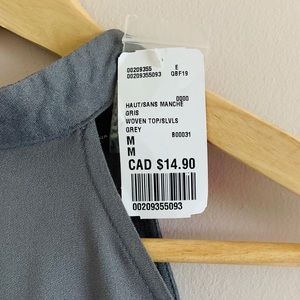 00209355 E
00209355093 QBF19
0000
HAUT/SANS MANCHE
GRIS
WOVEN TOP/SLVLS
GREY
M B00031
M
CAD $14.90
00209355093